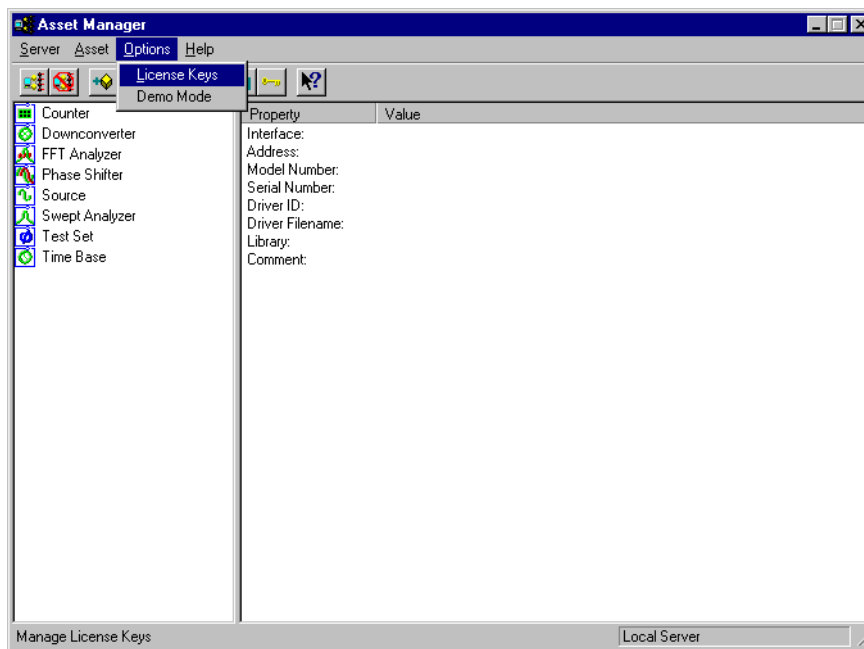 Asset Manager
Server Asset Options Help
License Keys
Demo Mode
Counter
Downconverter
FFT Analyzer
Phase Shifter
Source
Swept Analyzer
Test Set
Time Base
Property Value
Interface:
Address:
Model Number:
Serial Number:
Driver ID:
Driver Filename:
Library:
Comment:
Manage License Keys Local Server